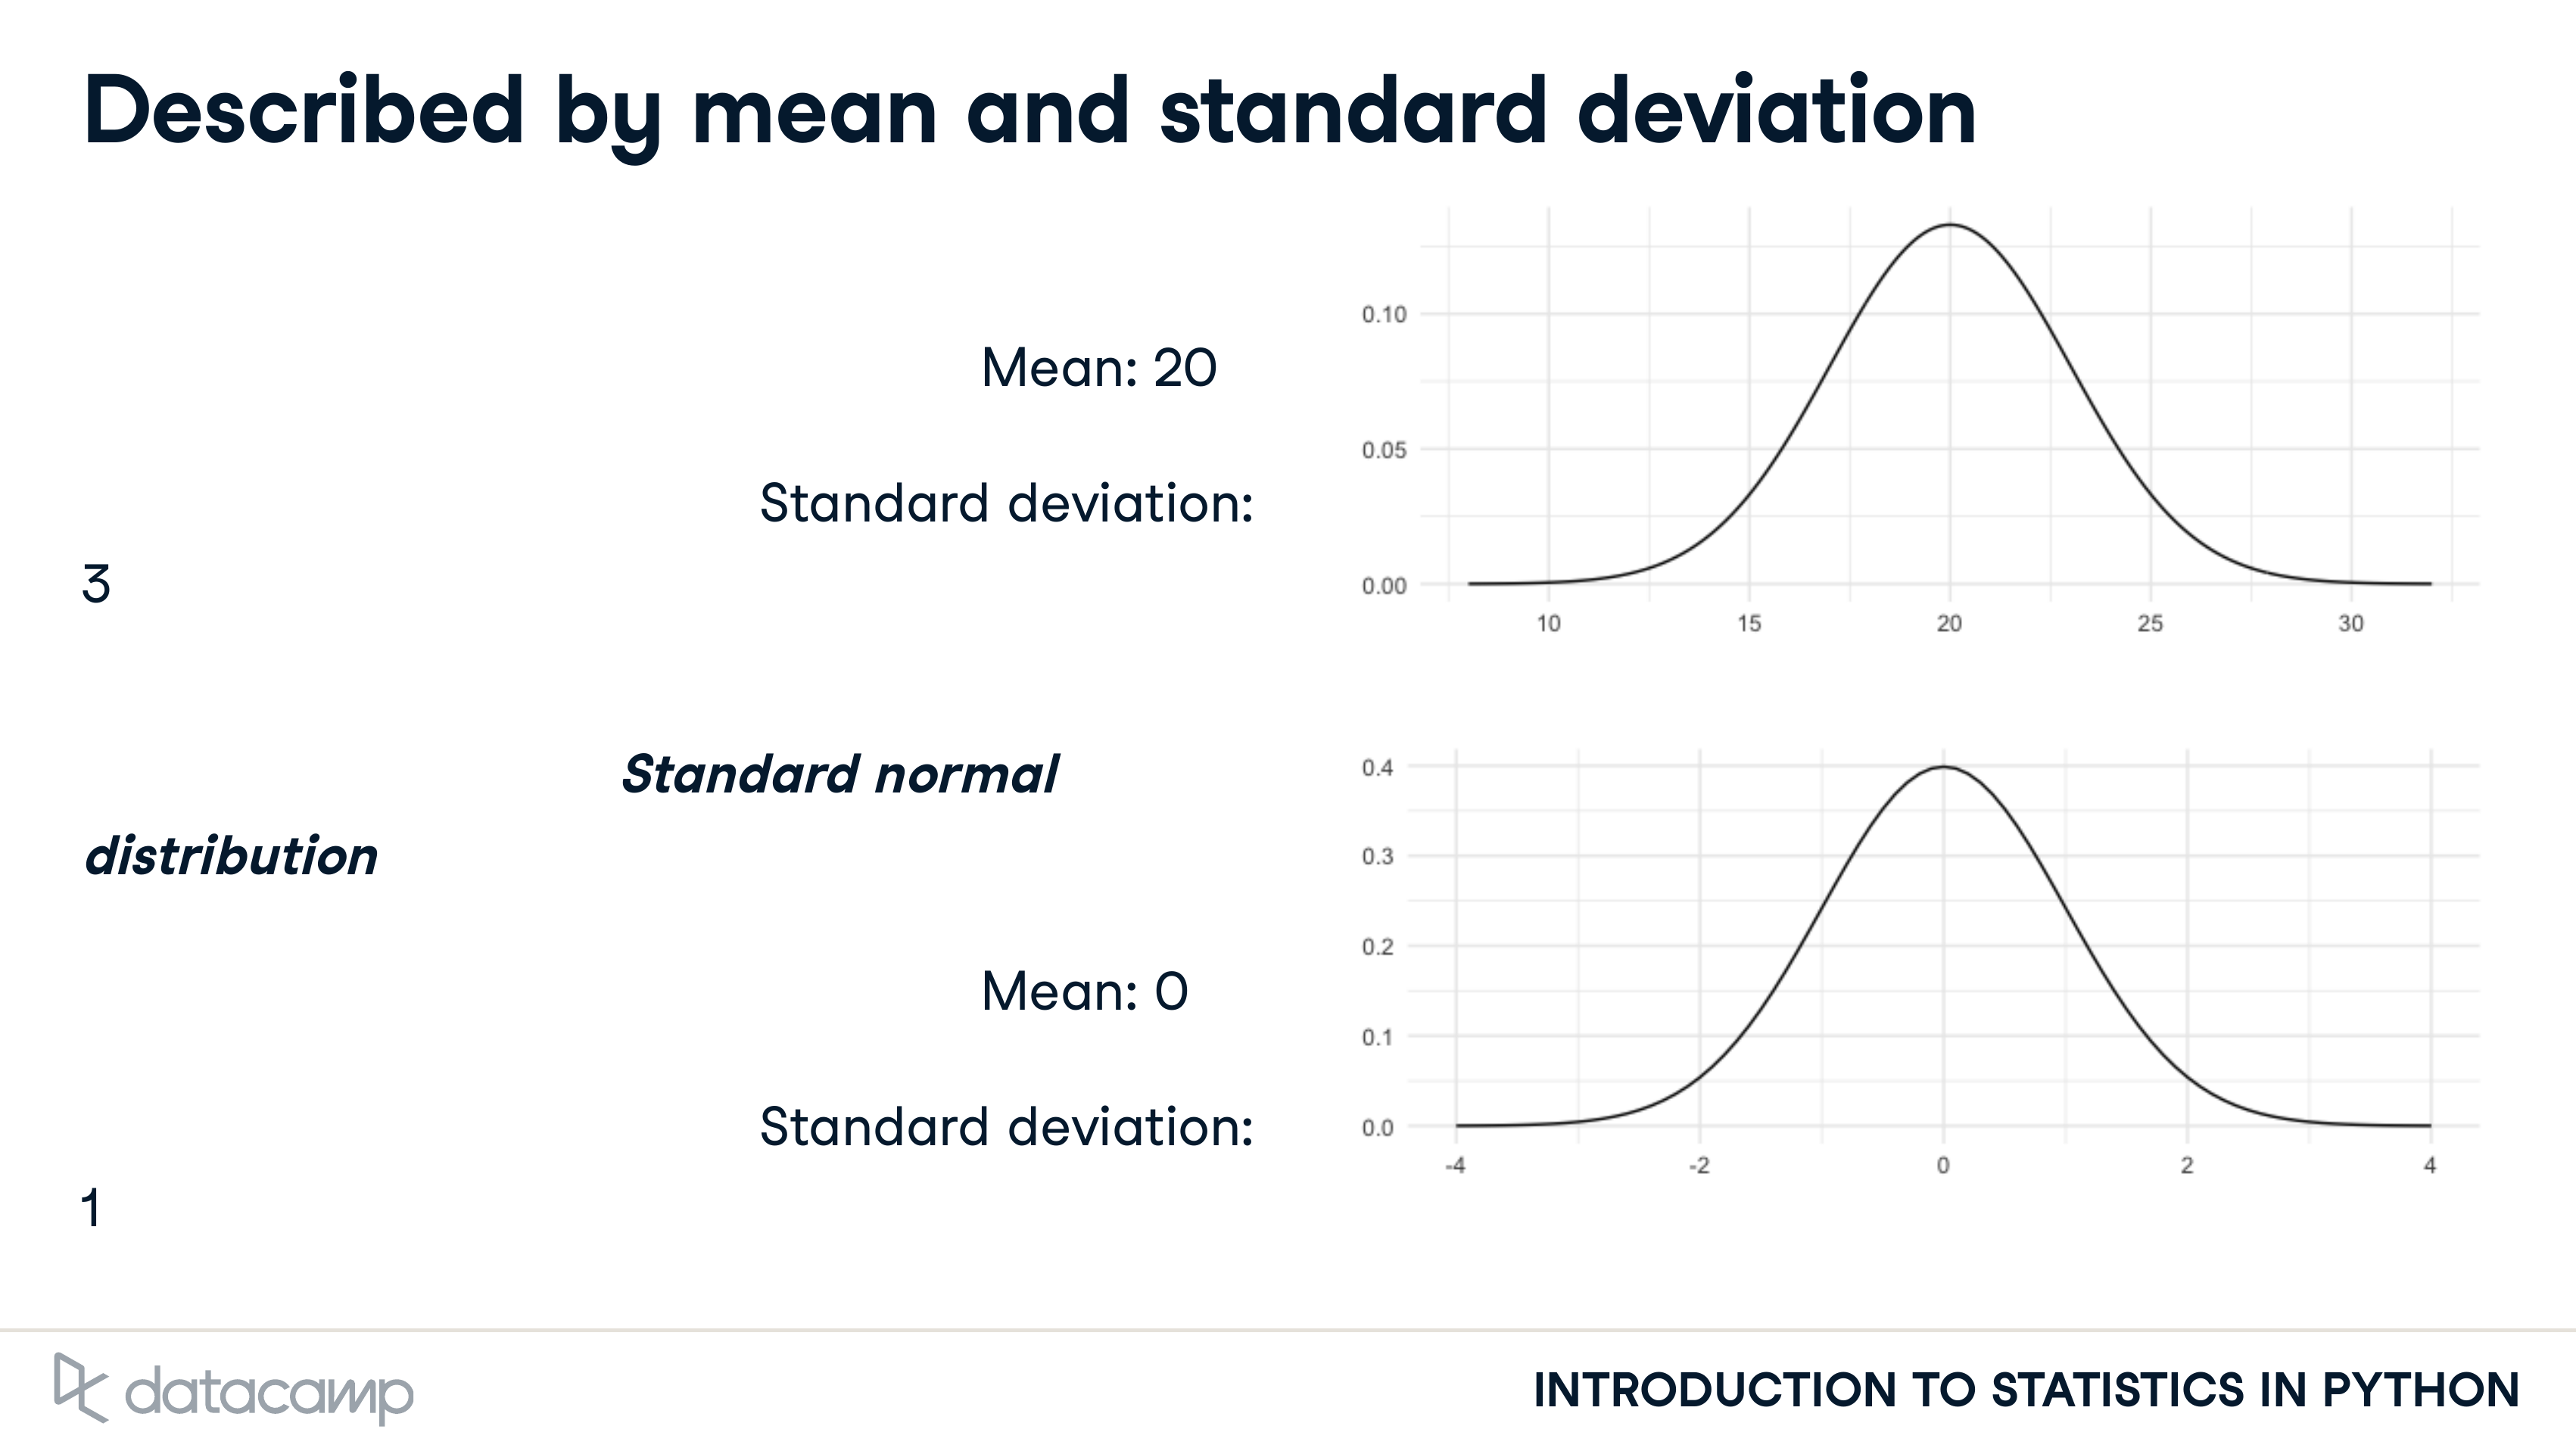 Described by mean and standard deviation
Mean: 20
Standard deviation:
3
0.10
0.05
0.00
10 15 20 25 30
Standard normal
distribution
Mean: 0
Standard deviation:
1
0.4
0.3
0.2
0.1
0.0
-4 -2 0 2 4
datacamp
INTRODUCTION TO STATISTICS IN PYTHON